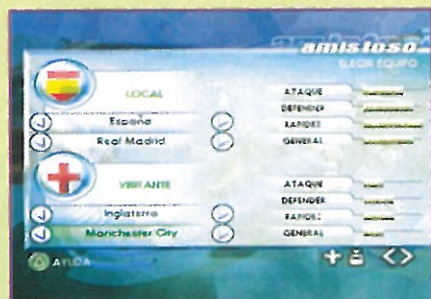 amistoso
ELEGIR EQUIPO
LOCAL
España
Real Madrid
ATAQUE
DEFENDER
RAPIDEZ
GENERAL
VISITANTE
Inglaterra
Manchester City
ATAQUE
DEFENDER
RAPIDEZ
GENERAL
AYUDA